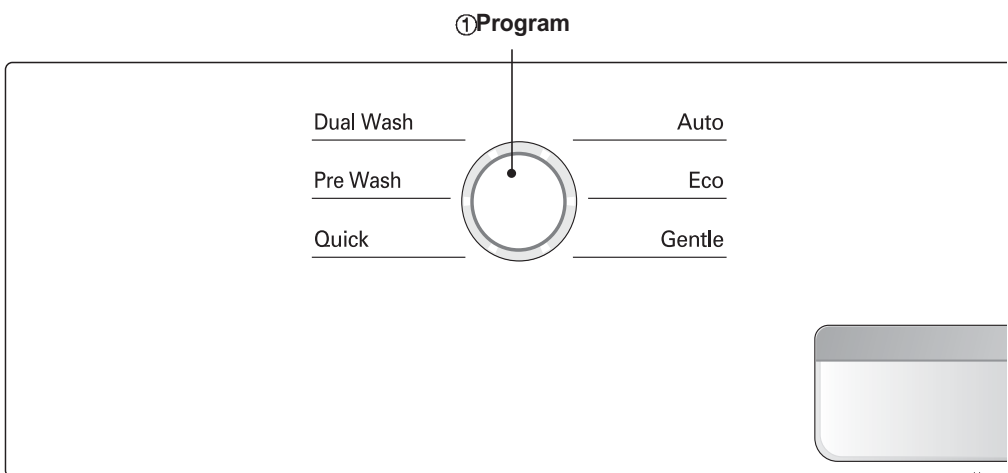 ①Program
Dual Wash
Auto
Pre Wash
Eco
Quick
Gentle